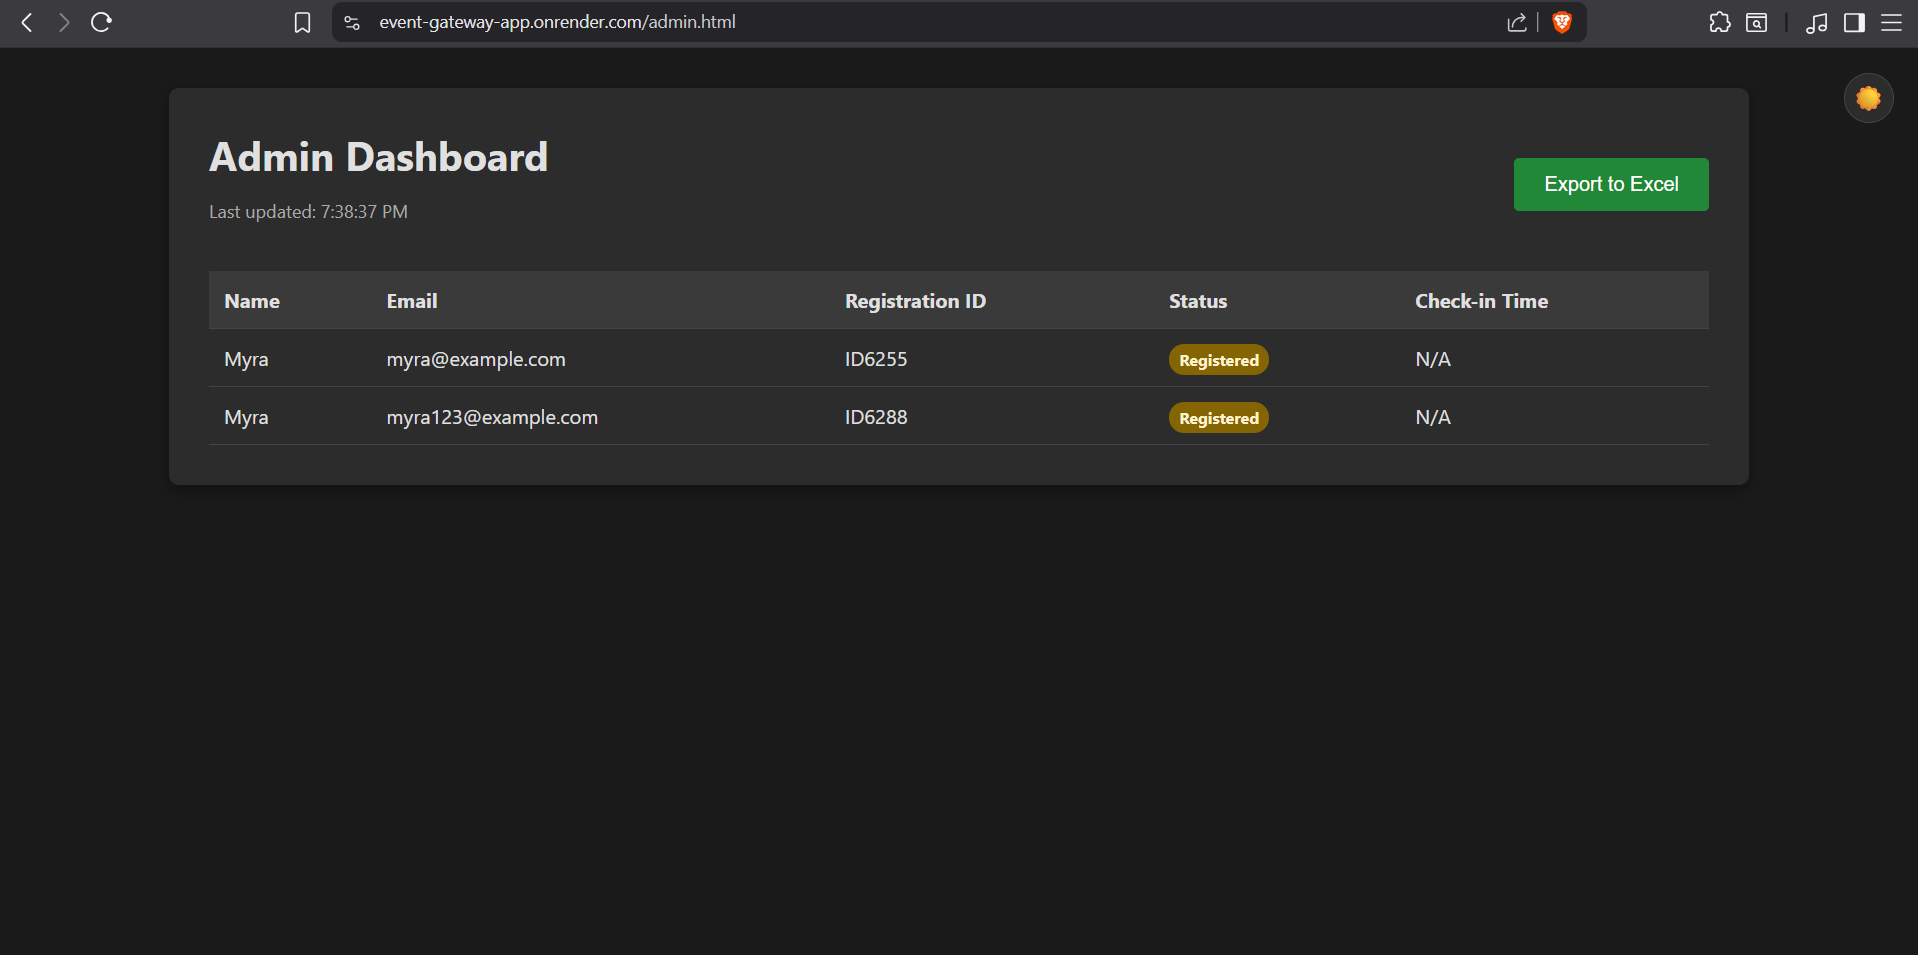 event-gateway-app.onrender.com/admin.html
Admin Dashboard
Last updated: 7:38:37 PM
Export to Excel
Name Email Registration ID Status Check-in Time
Myra myra@example.com ID6255 Registered N/A
Myra myra123@example.com ID6288 Registered N/A